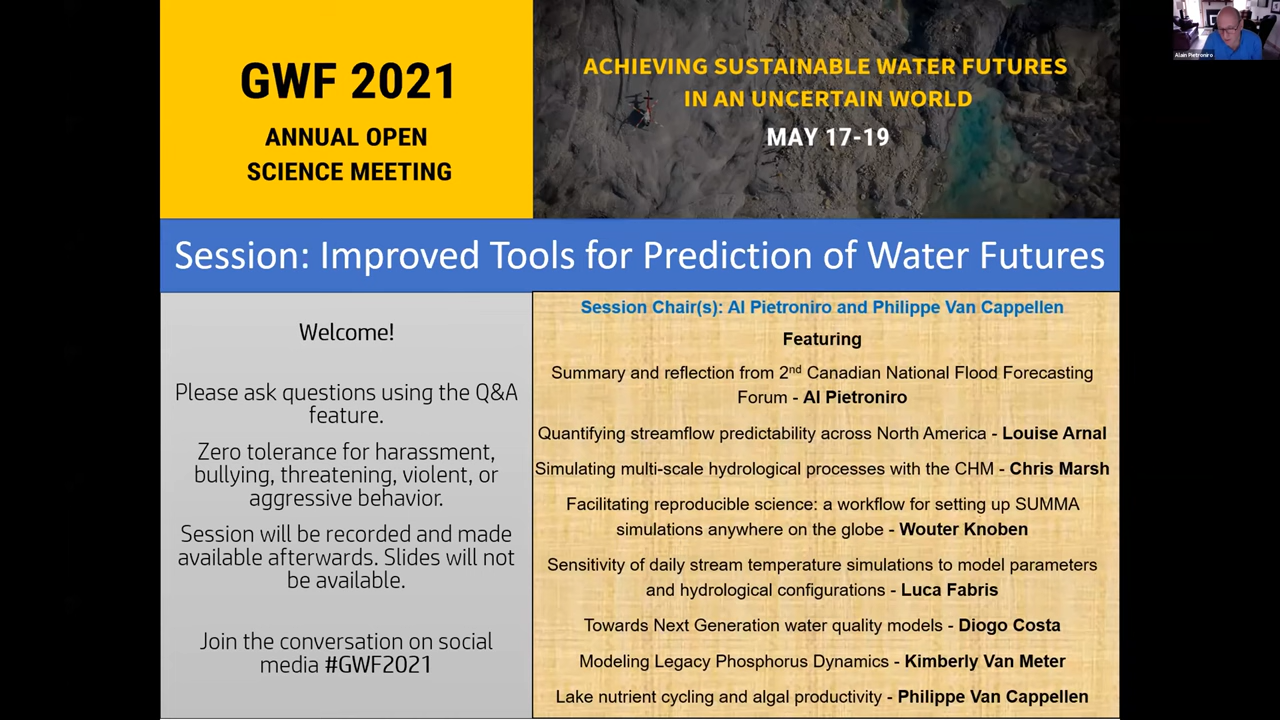 GWF 2021
ANNUAL OPEN
SCIENCE MEETING
ACHIEVING SUSTAINABLE WATER FUTURES
IN AN UNCERTAIN WORLD
MAY 17-19
Alain Pietroniro
Session: Improved Tools for Prediction of Water Futures
Welcome!
Please ask questions using the Q&A
feature.
Zero tolerance for harassment,
bullying, threatening, violent, or
aggressive behavior.
Session will be recorded and made
available afterwards. Slides will not
be available.
Join the conversation on social
media #GWF2021
Session Chair(s): Al Pietroniro and Philippe Van Cappellen
Featuring
Summary and reflection from 2nd Canadian National Flood Forecasting
Forum - Al Pietroniro
Quantifying streamflow predictability across North America - Louise Arnal
Simulating multi-scale hydrological processes with the CHM - Chris Marsh
Facilitating reproducible science: a workflow for setting up SUMMA
simulations anywhere on the globe - Wouter Knoben
Sensitivity of daily stream temperature simulations to model parameters
and hydrological configurations - Luca Fabris
Towards Next Generation water quality models - Diogo Costa
Modeling Legacy Phosphorus Dynamics - Kimberly Van Meter
Lake nutrient cycling and algal productivity - Philippe Van Cappellen